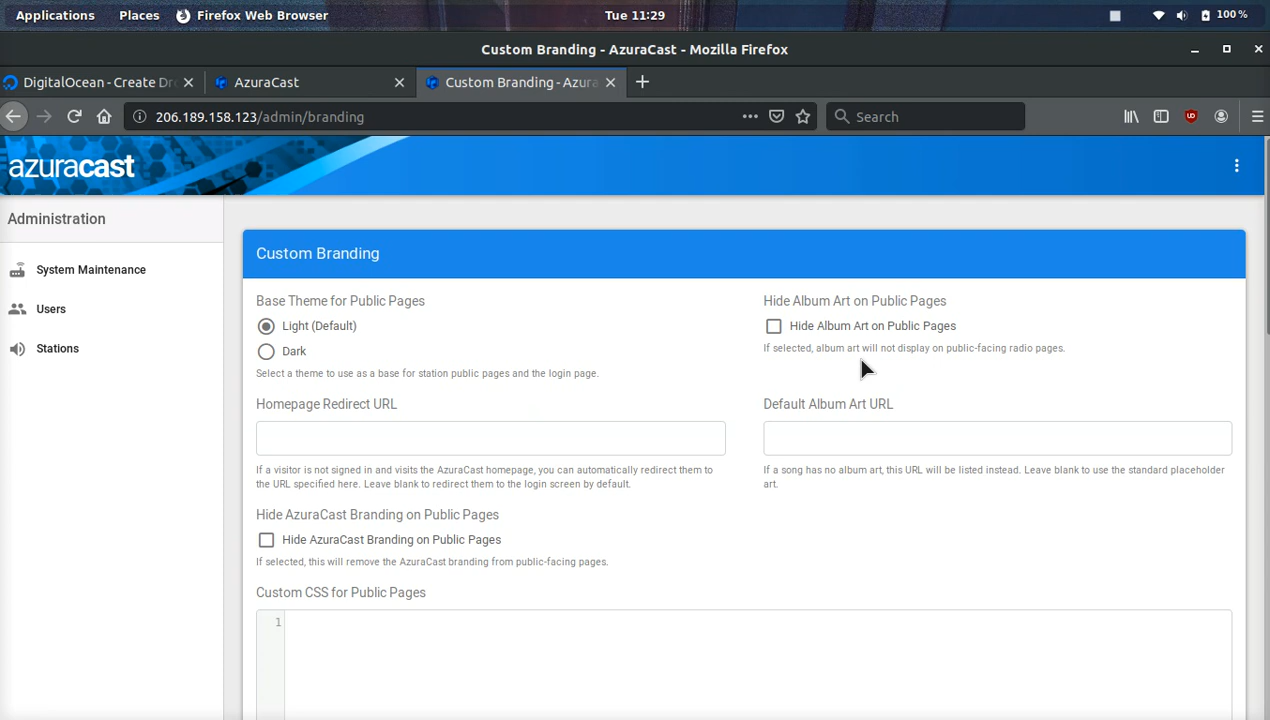 Applications Places Firefox Web Browser Tue 11:29 100 %
Custom Branding - AzuraCast - Mozilla Firefox
DigitalOcean - Create Dro AzuraCast Custom Branding - Azura
206.189.158.123/admin/branding Search
azuracast
Administration
System Maintenance
Users
Stations
Custom Branding
Base Theme for Public Pages
Light (Default)
Dark
Select a theme to use as a base for station public pages and the login page.
Hide Album Art on Public Pages
Hide Album Art on Public Pages
If selected, album art will not display on public-facing radio pages.
Homepage Redirect URL
If a visitor is not signed in and visits the AzuraCast homepage, you can automatically redirect them to
the URL specified here. Leave blank to redirect them to the login screen by default.
Default Album Art URL
If a song has no album art, this URL will be listed instead. Leave blank to use the standard placeholder
art.
Hide AzuraCast Branding on Public Pages
Hide AzuraCast Branding on Public Pages
If selected, this will remove the AzuraCast branding from public-facing pages.
Custom CSS for Public Pages
1